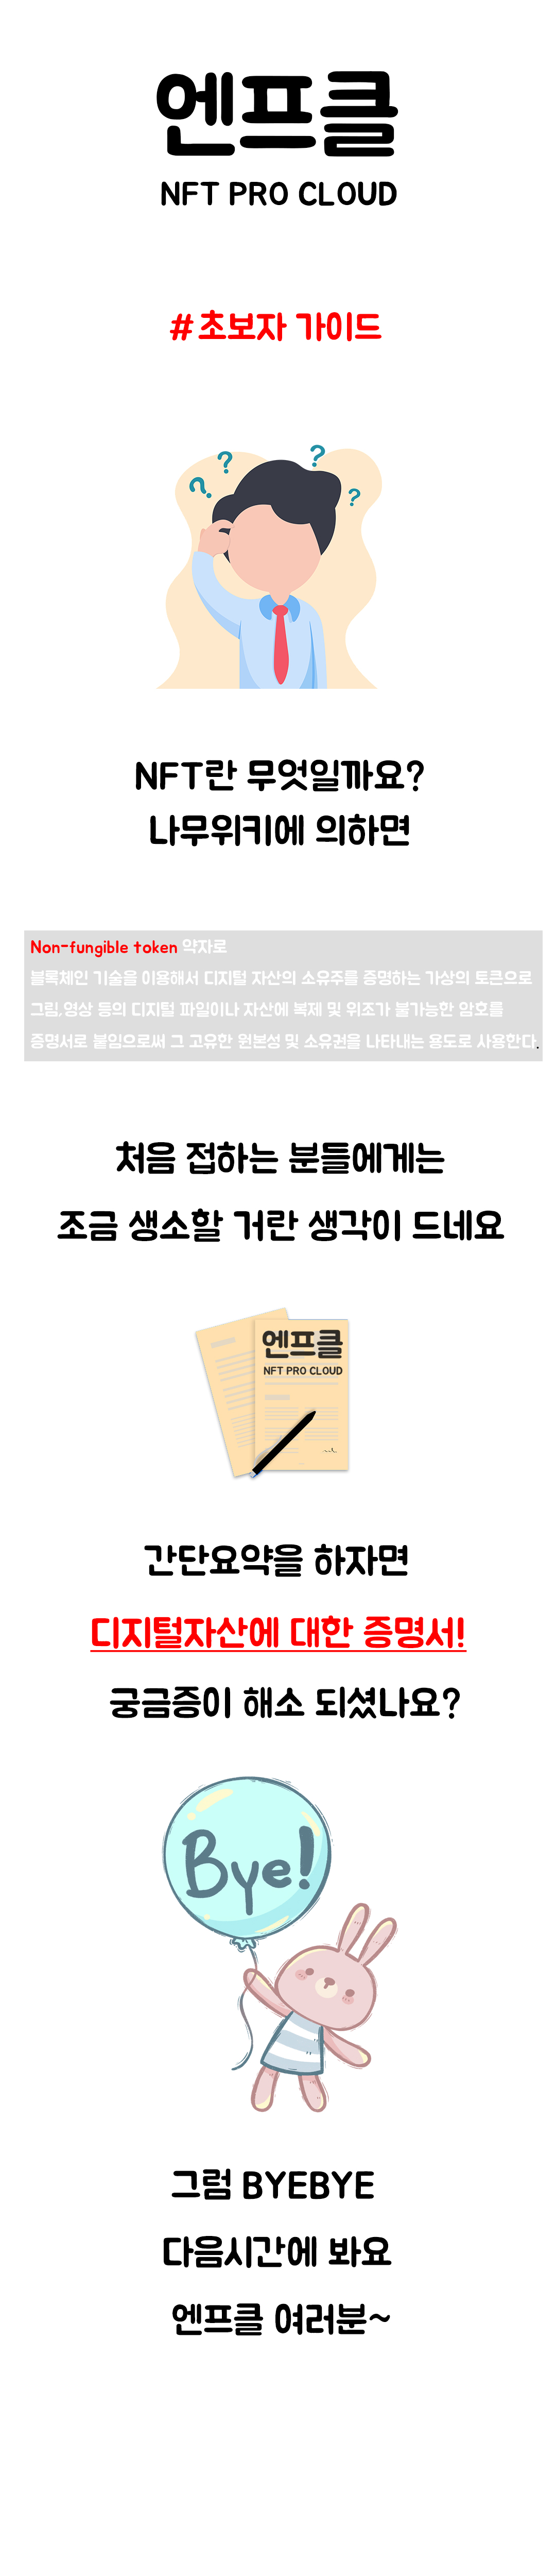 엔프클
NFT PRO CLOUD
# 초보자 가이드
? ? ? ?
NFT란 무엇일까요?
나무위키에 의하면
Non-fungible token 약자로
블록체인 기술을 이용해서 디지털 자산의 소유주를 증명하는 가상의 토큰으로
그림,영상 등의 디지털 파일이나 자산에 복제 및 위조가 불가능한 암호를
증명서로 붙임으로써 그 고유한 원본성 및 소유권을 나타내는 용도로 사용한다.
처음 접하는 분들에게는
조금 생소할 거란 생각이 드네요
엔프클
NFT PRO CLOUD
간단요약을 하자면
디지털자산에 대한 증명서!
궁금증이 해소 되셨나요?
Bye!
그럼 BYEBYE
다음시간에 봐요
엔프클 여러분~